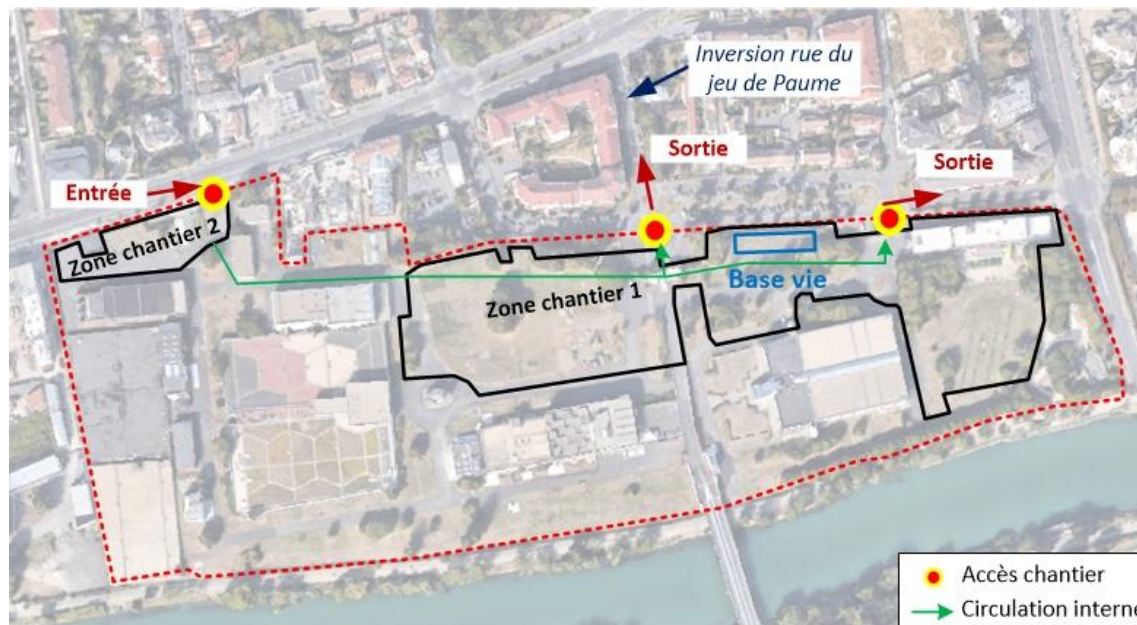 Inversion rue du
jeu de Paume
Sortie
Sortie
Entrée
Zone chantier 2
Base vie
Zone chantier 1
Accès chantier
Circulation interne